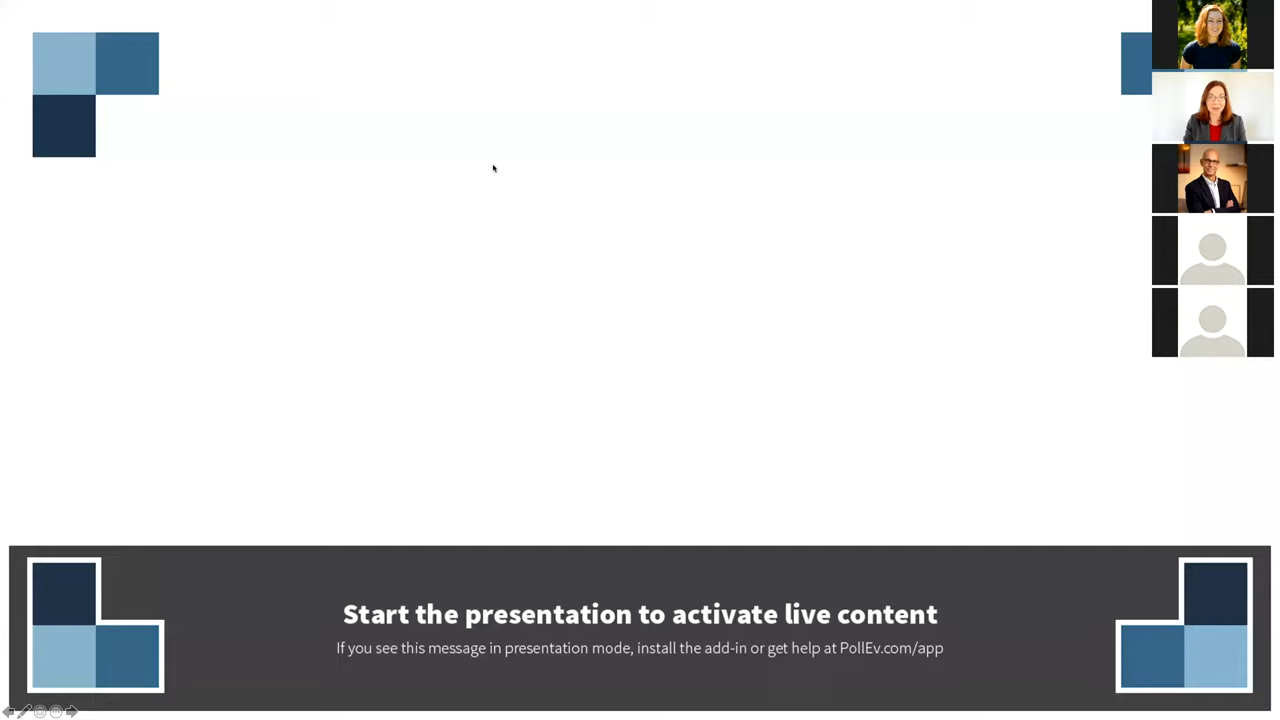 Start the presentation to activate live content
If you see this message in presentation mode, install the add-in or get help at PollEv.com/app